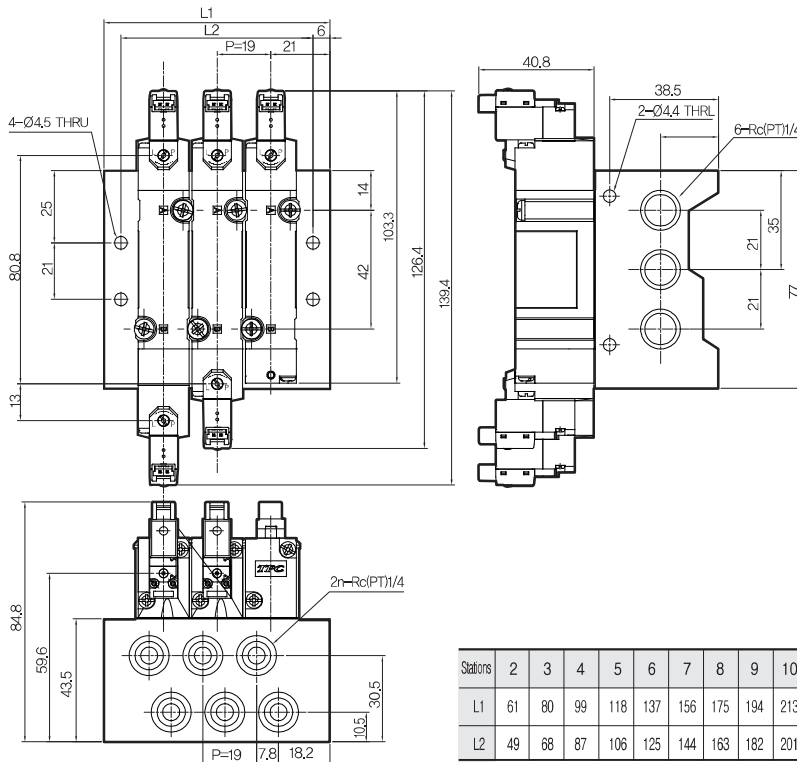 L1
L2
6
P=19
21
4-Ø4.5 THRU
25
21
80.8
13
14
42
103.3
126.4
139.4
40.8
38.5
2-Ø4.4 THRL
6-Rc(PT)1/4
35
21
21
77
84.8
59.6
43.5
TPC
2n-Rc(PT)1/4
30.5
10.5
P=19
7.8
18.2
Stations 2 3 4 5 6 7 8 9 10
L1 61 80 99 118 137 156 175 194 213
L2 49 68 87 106 125 144 163 182 201